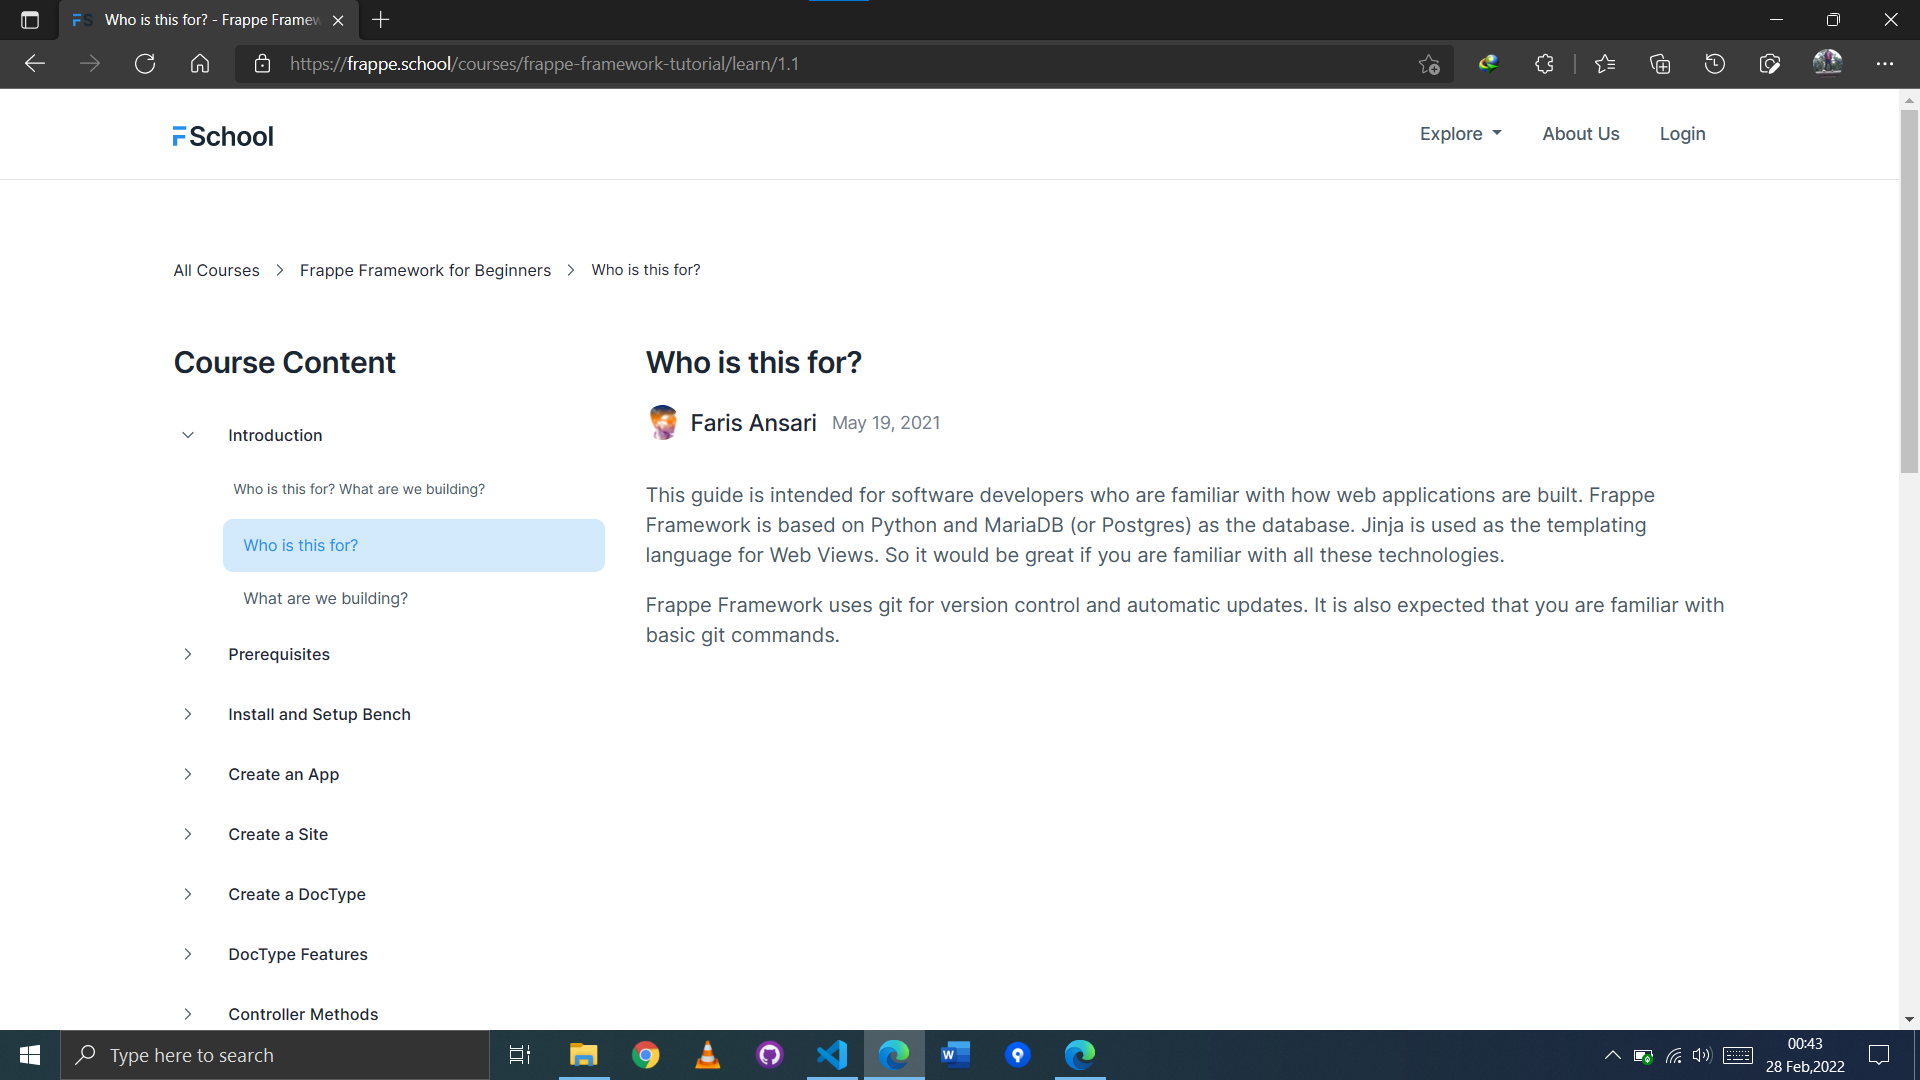 Who is this for? - Frappe Framew
https://frappe.school/courses/frappe-framework-tutorial/learn/1.1
FSchool
Explore
About Us
Login
All Courses > Frappe Framework for Beginners > Who is this for?
Course Content
Introduction
Who is this for? What are we building?
Who is this for?
What are we building?
Prerequisites
Install and Setup Bench
Create an App
Create a Site
Create a DocType
DocType Features
Controller Methods
Who is this for?
Faris Ansari May 19, 2021
This guide is intended for software developers who are familiar with how web applications are built. Frappe
Framework is based on Python and MariaDB (or Postgres) as the database. Jinja is used as the templating
language for Web Views. So it would be great if you are familiar with all these technologies.
Frappe Framework uses git for version control and automatic updates. It is also expected that you are familiar with
basic git commands.
Type here to search
00:43
28 Feb,2022